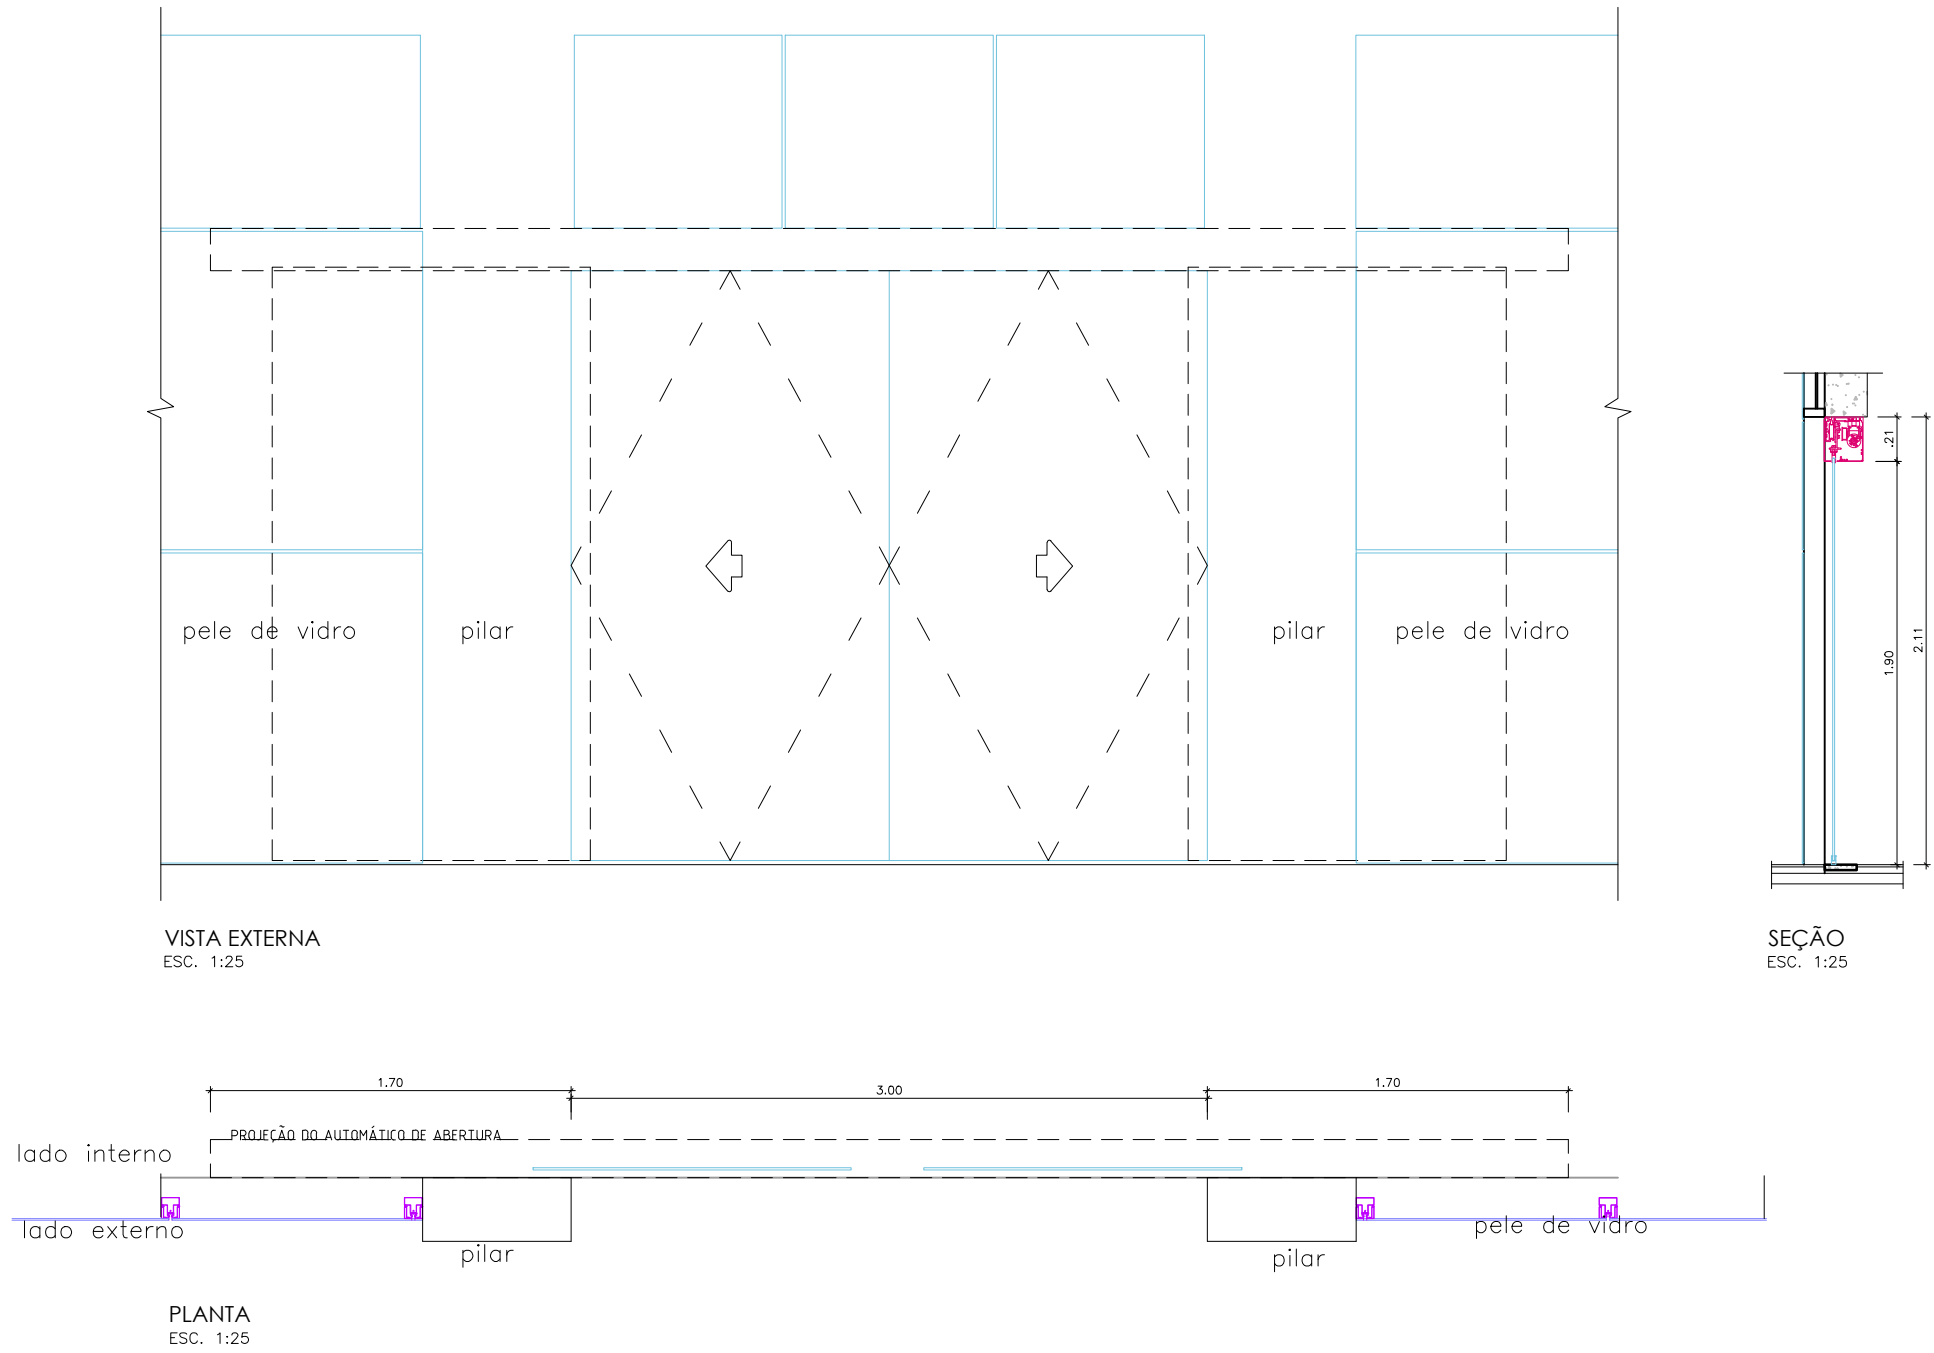 pele de vidro
pilar
pilar
pele de vidro
.21
1.90
2.11
VISTA EXTERNA
ESC. 1:25
SEÇÃO
ESC. 1:25
1.70
3.00
1.70
PROJEÇÃO DO AUTOMÁTICO DE ABERTURA
lado interno
lado externo
pele de vidro
pilar
pilar
PLANTA
ESC. 1:25